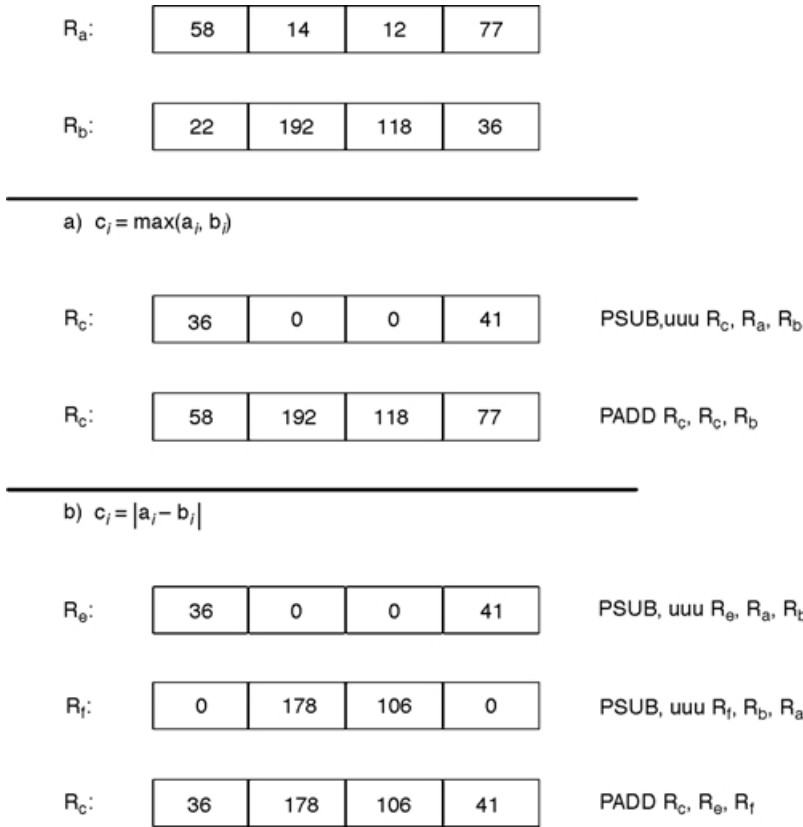 Ra: 58 14 12 77
Rb: 22 192 118 36
a) ci = max(ai, bi)
Rc: 36 0 0 41 PSUB,uuu Rc, Ra, Rb
Rc: 58 192 118 77 PADD Rc, Rc, Rb
b) ci = |ai – bi|
Re: 36 0 0 41 PSUB, uuu Re, Ra, Rb
Rf: 0 178 106 0 PSUB, uuu Rf, Rb, Ra
Rc: 36 178 106 41 PADD Rc, Re, Rf